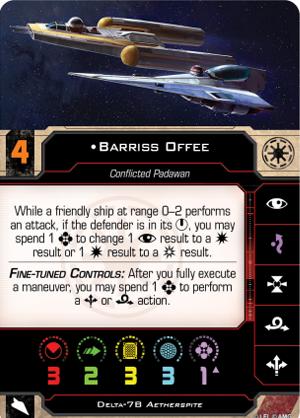 4
•Barriss Offee
Conflicted Padawan
While a friendly ship at range 0–2 performs
an attack, if the defender is in its , you may
spend 1 to change 1 result to a
result or 1 result to a result.
Fine-tuned Controls: After you fully execute
a maneuver, you may spend 1 to perform
a or action.
3 2 3 3 1
Delta-7B Aethersprite